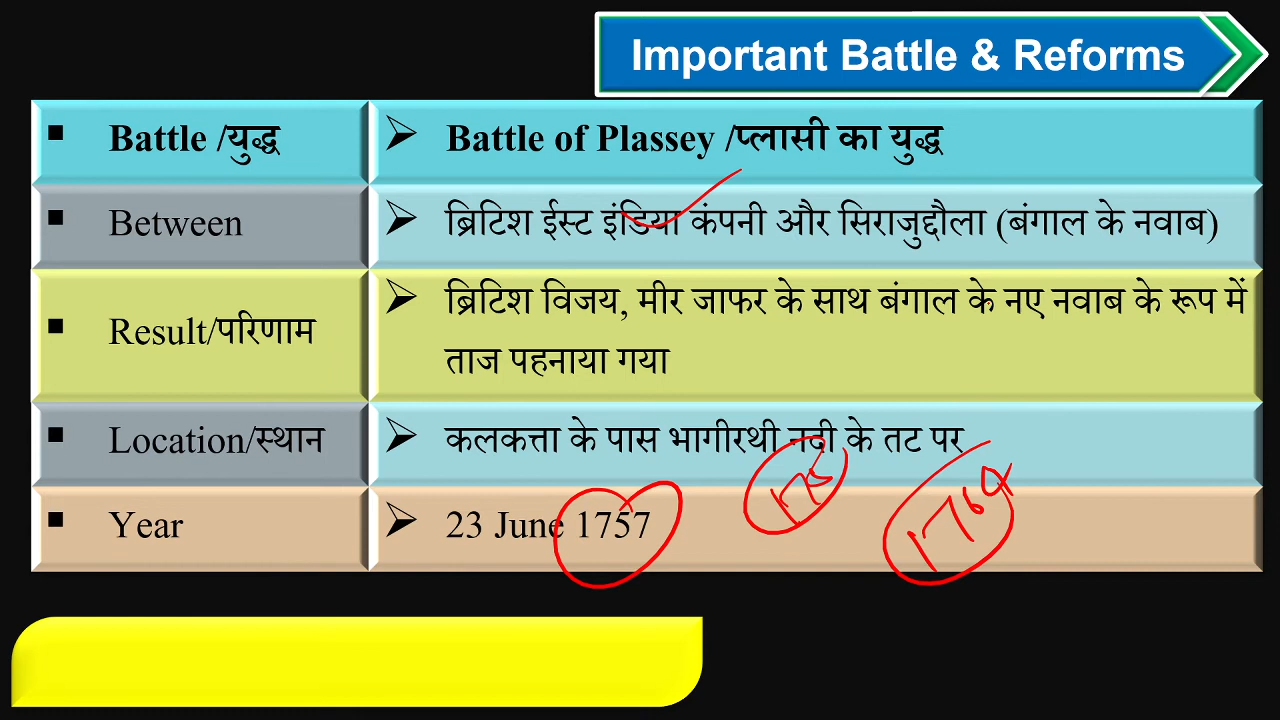 Important Battle & Reforms
▪ Battle /युद्ध ➢ Battle of Plassey /प्लासी का युद्ध
▪ Between ➢ ब्रिटिश ईस्ट इंडिया कंपनी और सिराजुद्दौला (बंगाल के नवाब)
▪ Result/परिणाम ➢ ब्रिटिश विजय, मीर जाफर के साथ बंगाल के नए नवाब के रूप में
ताज पहनाया गया
▪ Location/स्थान ➢ कलकत्ता के पास भागीरथी नदी के तट पर
▪ Year ➢ 23 June 1757
1764